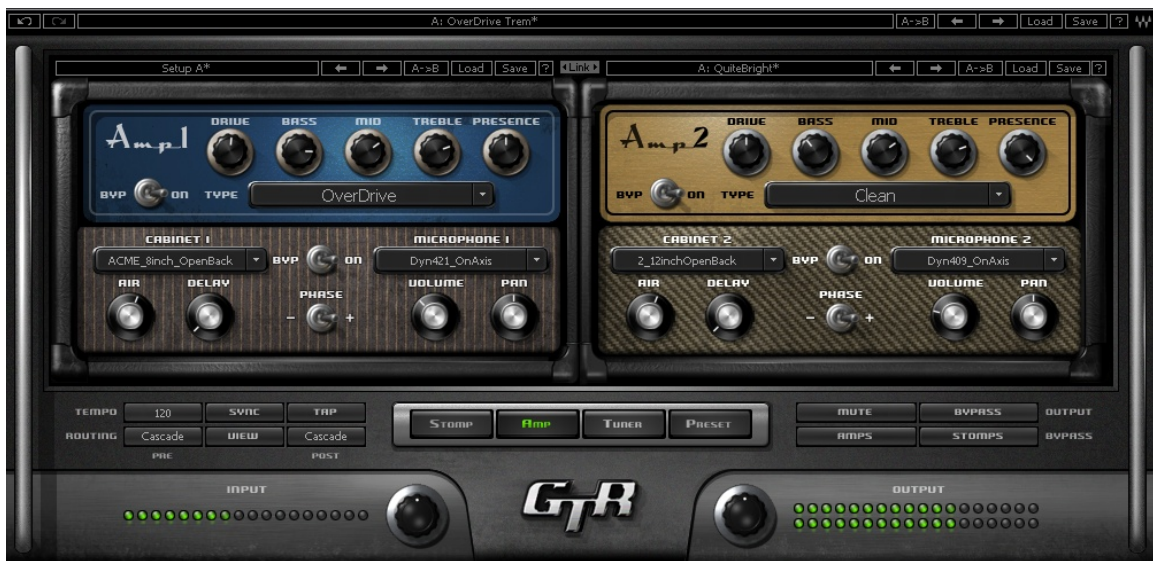 A: OverDrive Trem* A->B Load Save ?
Setup A* A->B Load Save ? Link A: QuiteBright* A->B Load Save ?
Amp1 DRIVE BASS MID TREBLE PRESENCE
BYP ON TYPE OverDrive
Amp2 DRIVE BASS MID TREBLE PRESENCE
BYP ON TYPE Clean
CABINET 1 MICROPHONE 1
ACME_8inch_OpenBack BYP ON Dyn421_OnAxis
AIR DELAY PHASE VOLUME PAN
- +
CABINET 2 MICROPHONE 2
2_12inchOpenBack BYP ON Dyn409_OnAxis
AIR DELAY PHASE VOLUME PAN
- +
TEMPO 120 SYNC TAP
ROUTING Cascade VIEW Cascade
PRE POST
STOMP AMP TUNER PRESET
MUTE BYPASS OUTPUT
AMPS STOMPS BYPASS
INPUT GTR OUTPUT